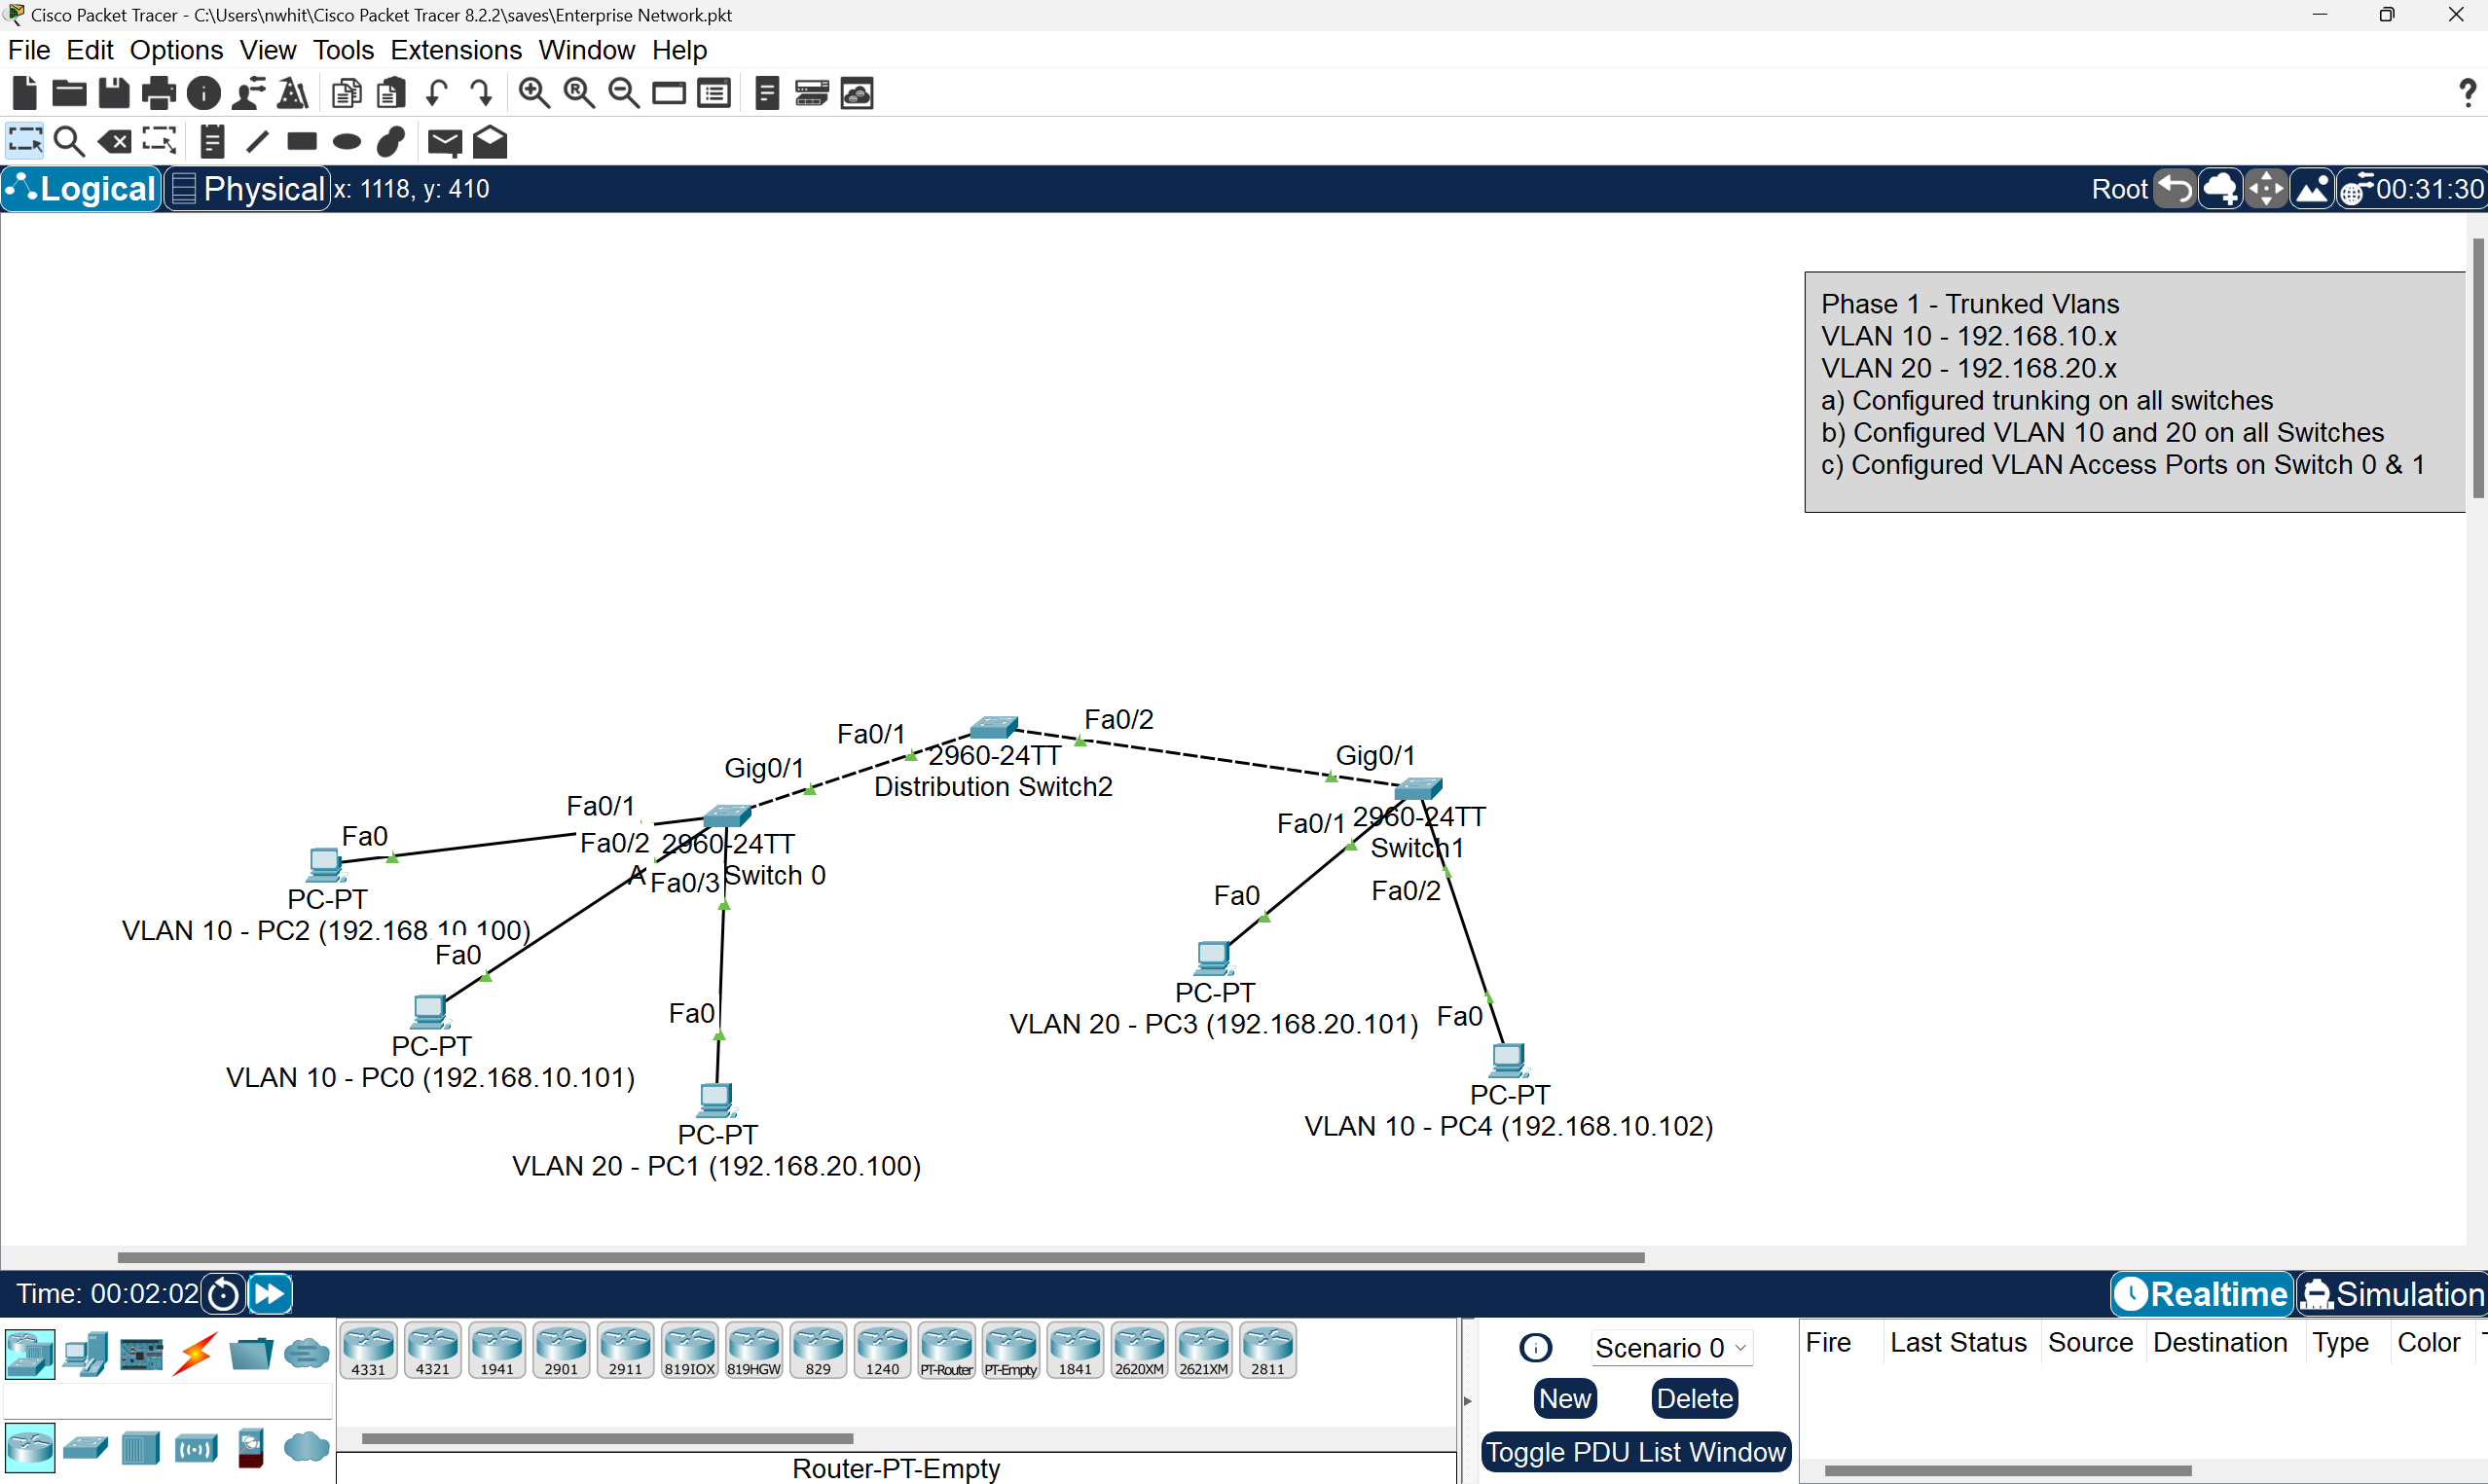 Cisco Packet Tracer - C:\Users\nwhit\Cisco Packet Tracer 8.2.2\saves\Enterprise Network.pkt
File Edit Options View Tools Extensions Window Help
Logical Physical x: 1118, y: 410 Root 00:31:30
Phase 1 - Trunked Vlans
VLAN 10 - 192.168.10.x
VLAN 20 - 192.168.20.x
a) Configured trunking on all switches
b) Configured VLAN 10 and 20 on all Switches
c) Configured VLAN Access Ports on Switch 0 & 1
Fa0/1 Fa0/2
2960-24TT
Distribution Switch2
Gig0/1 Gig0/1
Fa0/1
Fa0/2 2960-24TT
A Fa0/3 Switch 0
Fa0/1 2960-24TT
Switch1
Fa0/2
Fa0
PC-PT
VLAN 10 - PC2 (192.168.10.100)
Fa0
PC-PT
VLAN 10 - PC0 (192.168.10.101)
Fa0
PC-PT
VLAN 20 - PC1 (192.168.20.100)
Fa0
PC-PT
VLAN 20 - PC3 (192.168.20.101)
Fa0
PC-PT
VLAN 10 - PC4 (192.168.10.102)
Time: 00:02:02 Realtime Simulation
4331 4321 1941 2901 2911 819IOX 819HGW 829 1240 PT-Router PT-Empty 1841 2620XM 2621XM 2811
Router-PT-Empty
Scenario 0
New Delete
Toggle PDU List Window
Fire Last Status Source Destination Type Color